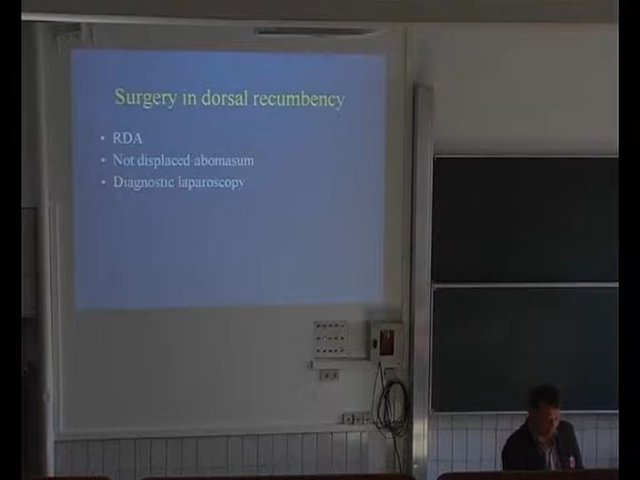 Surgery in dorsal recumbency
• RDA
• Not displaced abomasum
• Diagnostic laparoscopy